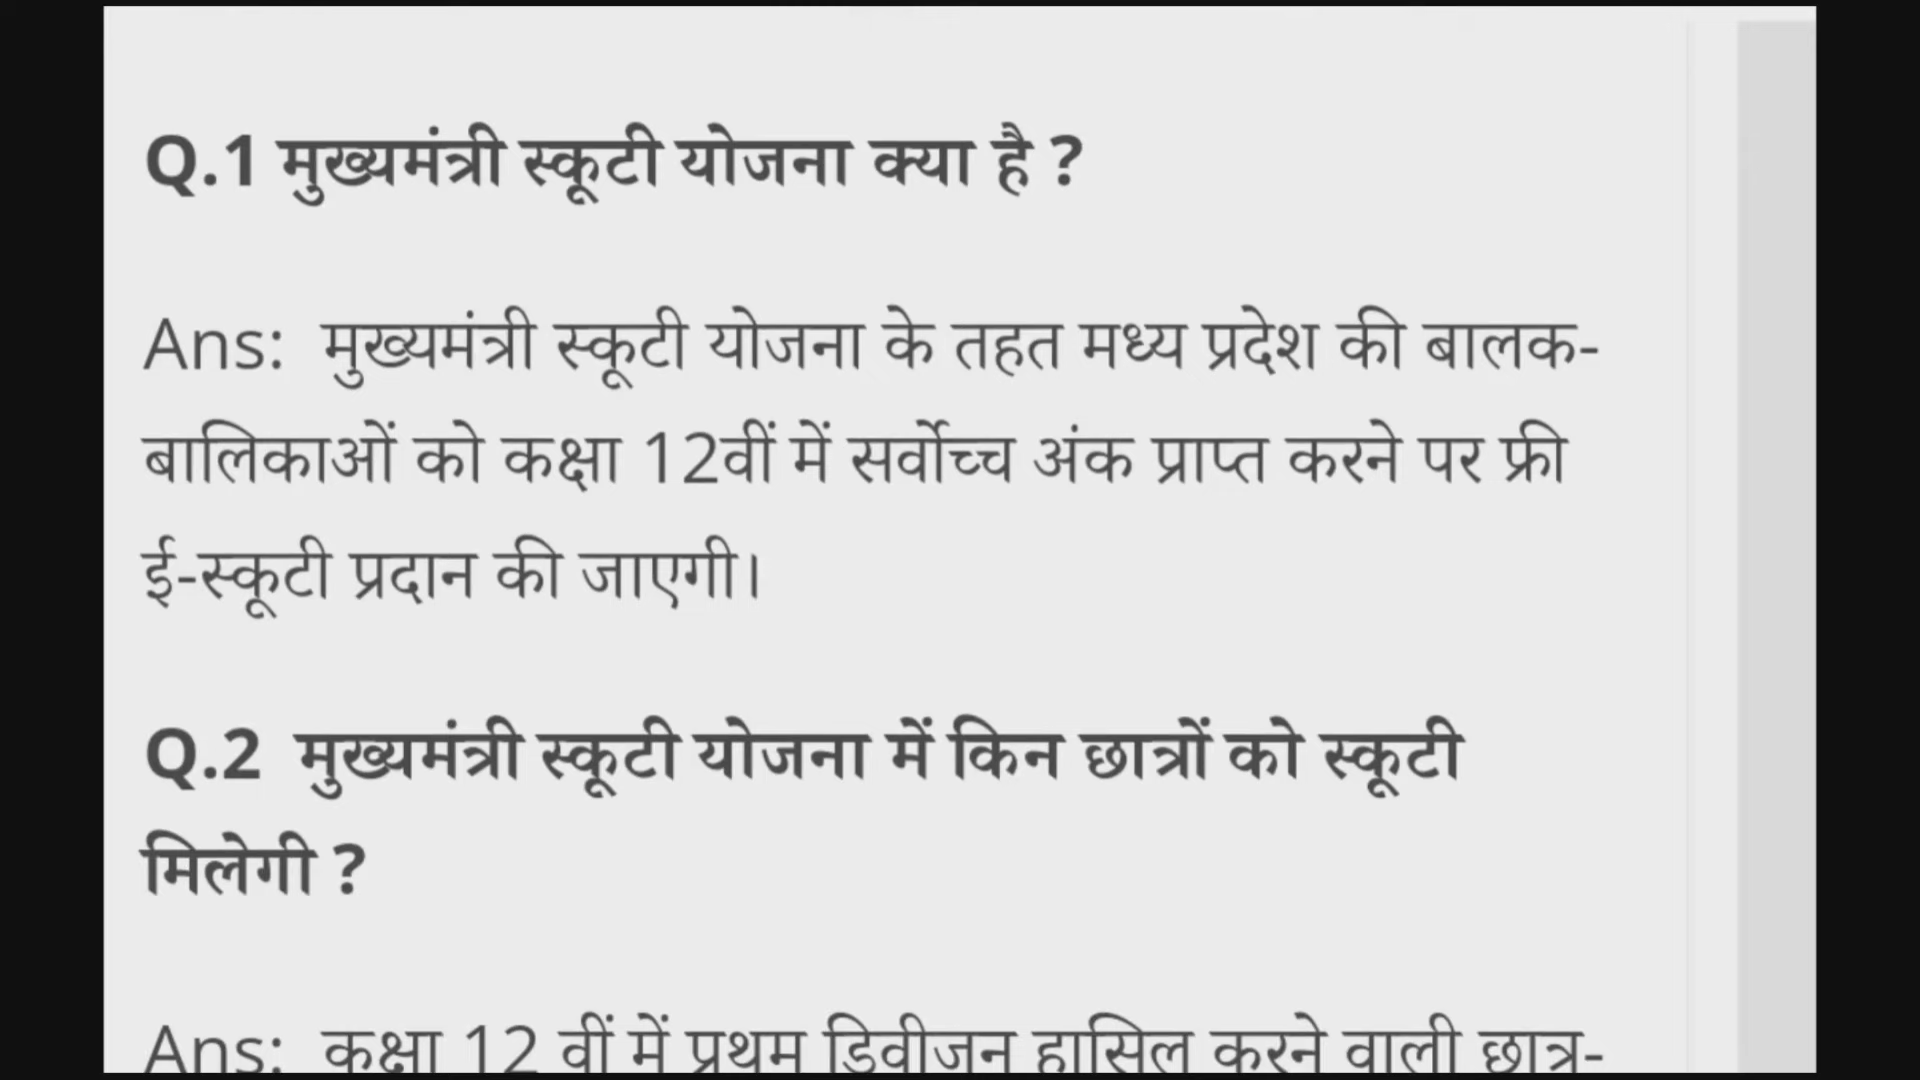 Q.1 मुख्यमंत्री स्कूटी योजना क्या है ?
Ans: मुख्यमंत्री स्कूटी योजना के तहत मध्य प्रदेश की बालक-
बालिकाओं को कक्षा 12वीं में सर्वोच्च अंक प्राप्त करने पर फ्री
ई-स्कूटी प्रदान की जाएगी।
Q.2 मुख्यमंत्री स्कूटी योजना में किन छात्रों को स्कूटी
मिलेगी ?
Ans: कक्षा 12 वीं में प्रथम डिवीजन हासिल करने वाली छात्र-